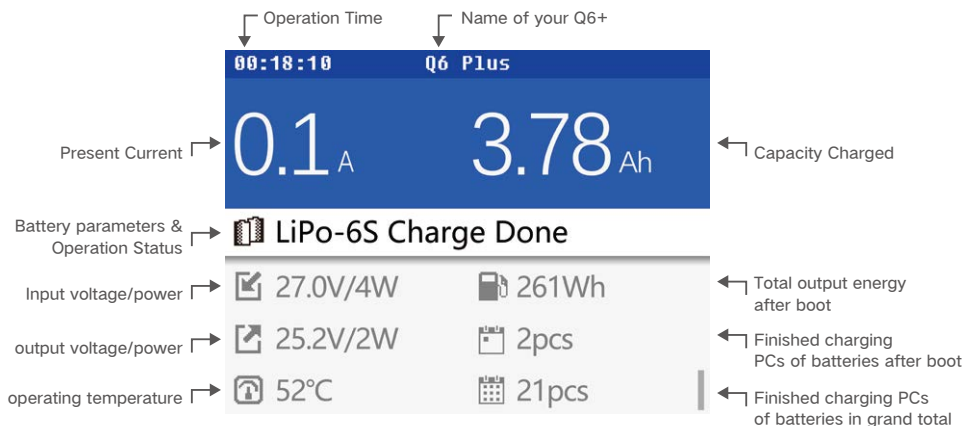 Operation Time
Name of your Q6+
00:18:10
Q6 Plus
Present Current
0.1 A
3.78 Ah
Capacity Charged
Battery parameters &
Operation Status
LiPo-6S Charge Done
Input voltage/power
27.0V/4W
261Wh
Total output energy
after boot
output voltage/power
25.2V/2W
2pcs
Finished charging
PCs of batteries after boot
operating temperature
52°C
21pcs
Finished charging PCs
of batteries in grand total